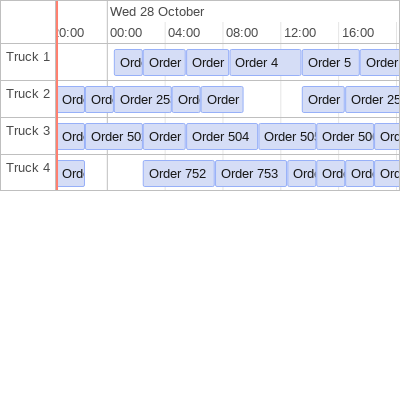 Wed 28 October
0:00 00:00 04:00 08:00 12:00 16:00
Truck 1 Ord Order Order Order 4 Order 5 Order
Truck 2 Ord Ord Order 25 Ord Order Order Order 25
Truck 3 Ord Order 50 Order Order 504 Order 505 Order 50 Ord
Truck 4 Ord Order 752 Order 753 Ord Ord Ord Ord